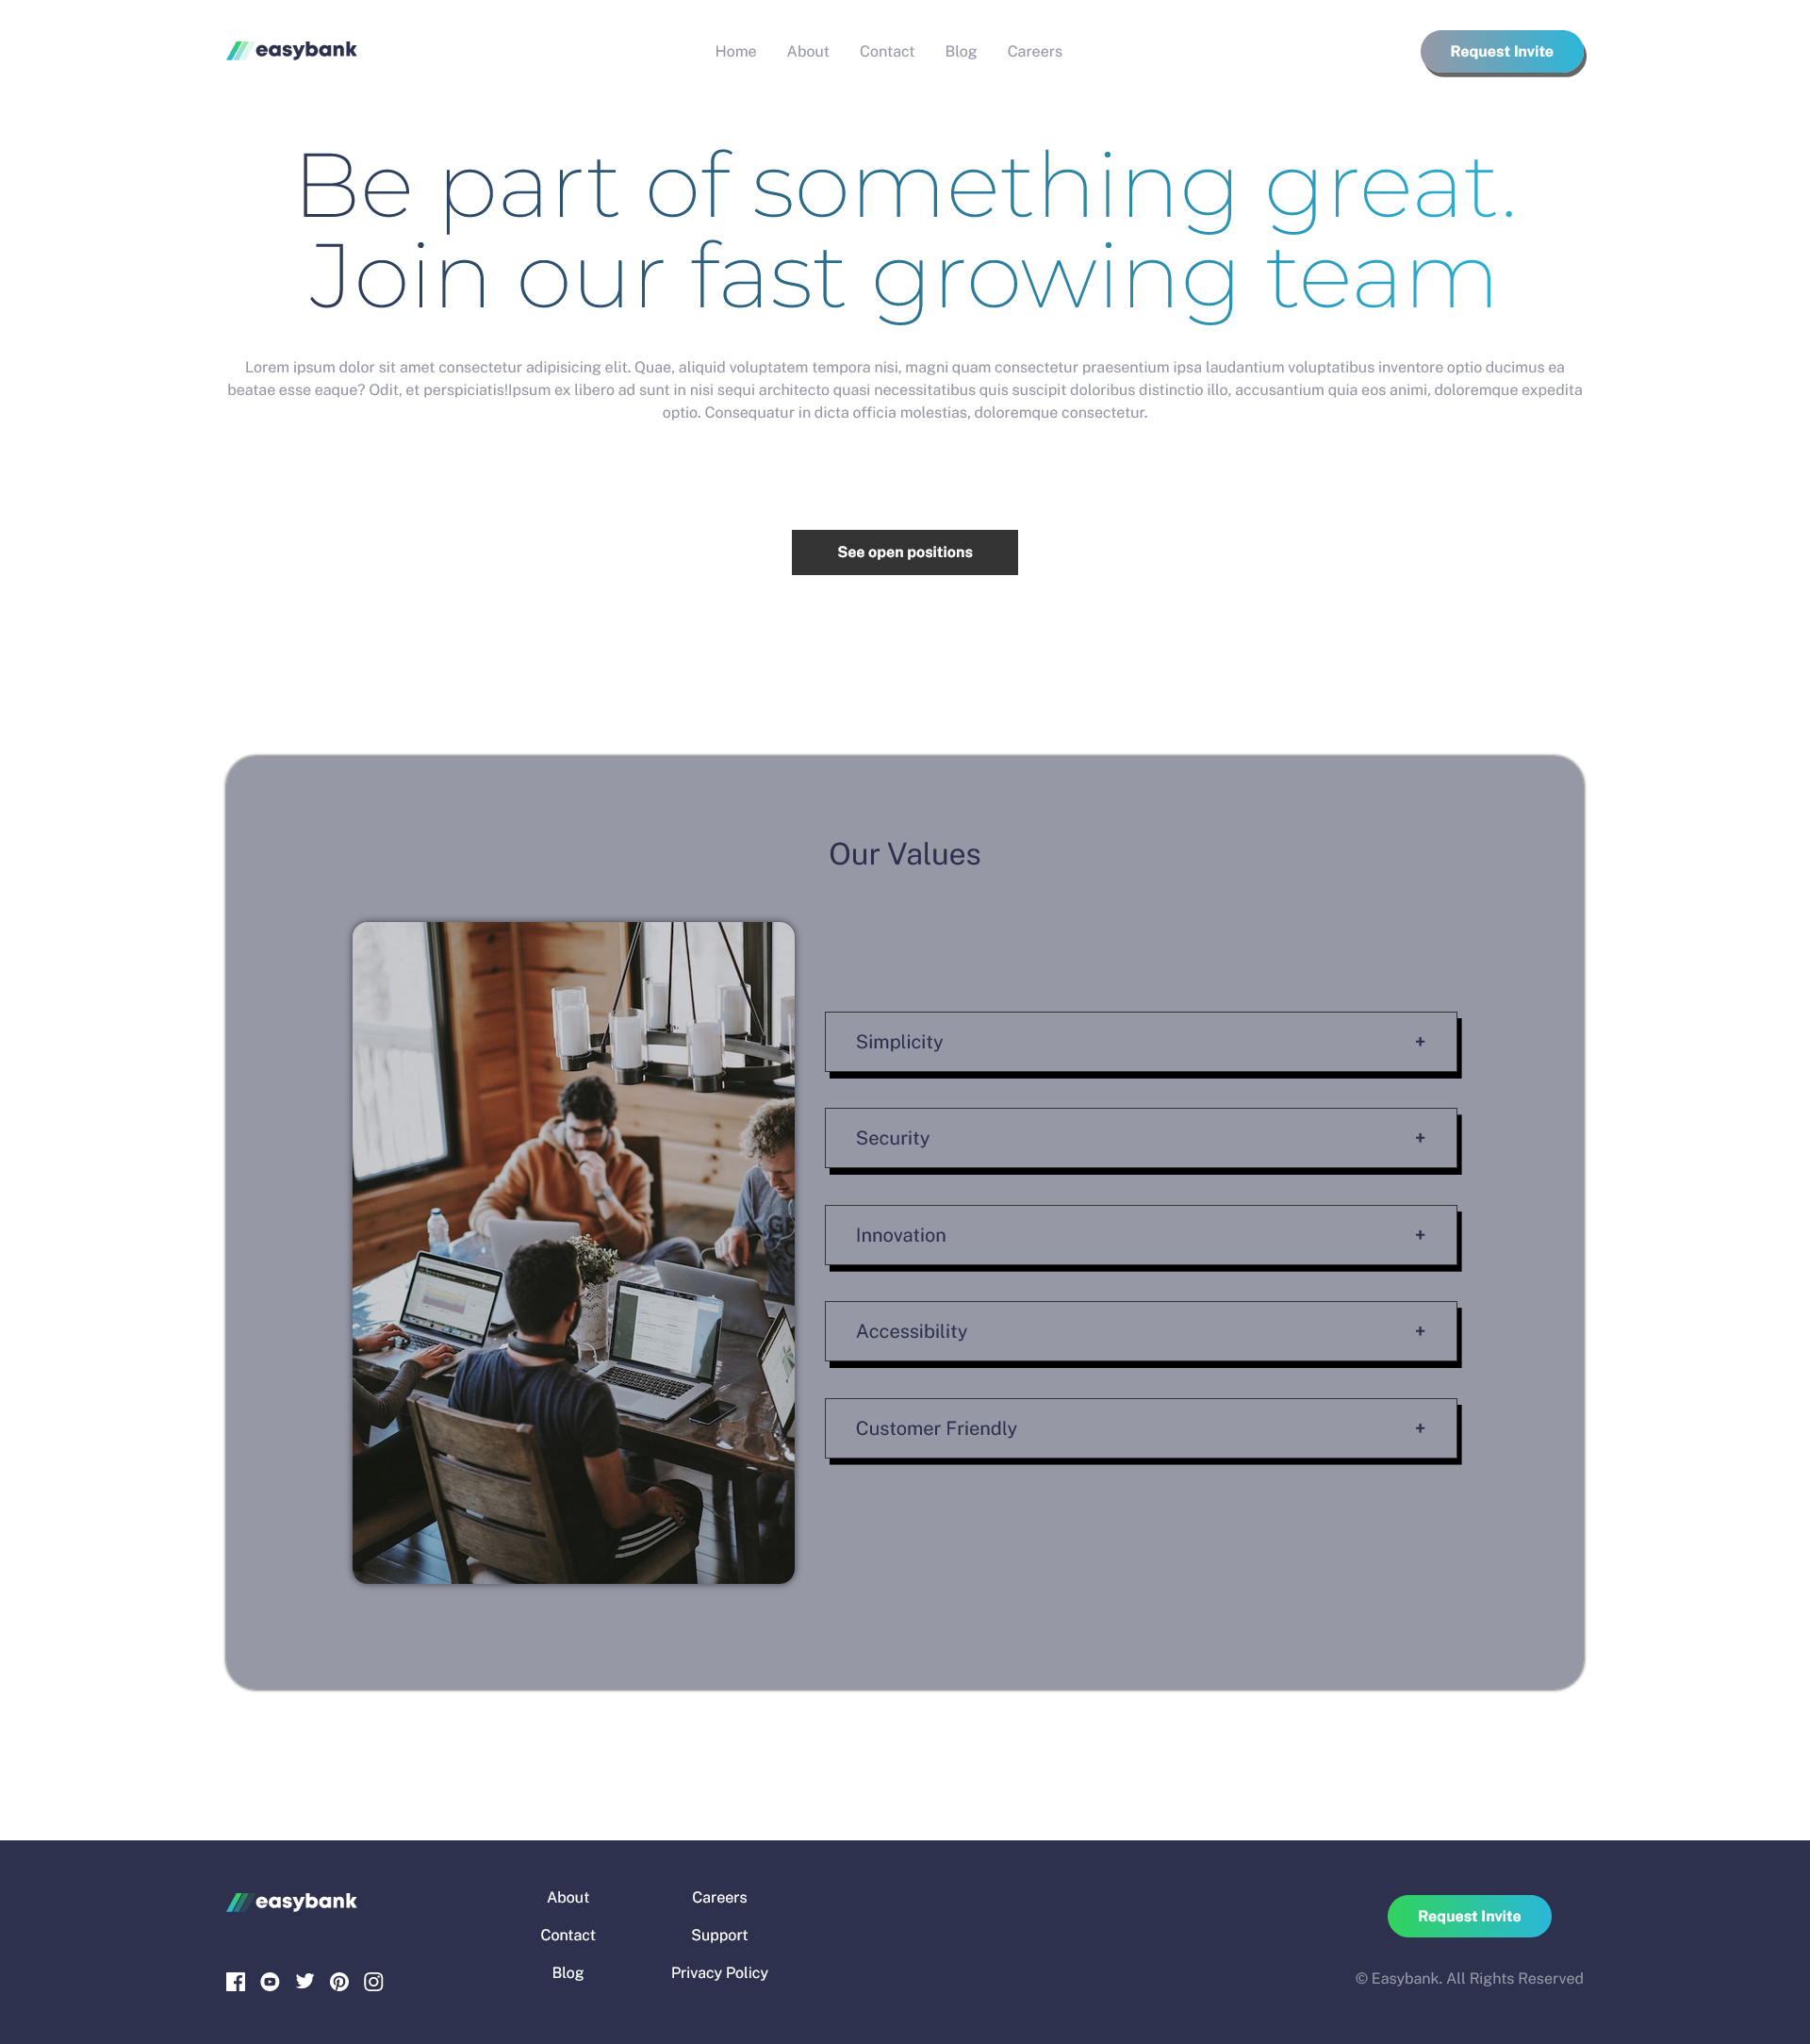 easybank
Home About Contact Blog Careers
Request Invite
Be part of something great.
Join our fast growing team
Lorem ipsum dolor sit amet consectetur adipisicing elit. Quae, aliquid voluptatem tempora nisi, magni quam consectetur praesentium ipsa laudantium voluptatibus inventore optio ducimus ea
beatae esse eaque? Odit, et perspiciatis!Ipsum ex libero ad sunt in nisi sequi architecto quasi necessitatibus quis suscipit doloribus distinctio illo, accusantium quia eos animi, doloremque expedita
optio. Consequatur in dicta officia molestias, doloremque consectetur.
See open positions
Our Values
Simplicity +
Security +
Innovation +
Accessibility +
Customer Friendly +
easybank
About
Contact
Blog
Careers
Support
Privacy Policy
Request Invite
© Easybank. All Rights Reserved